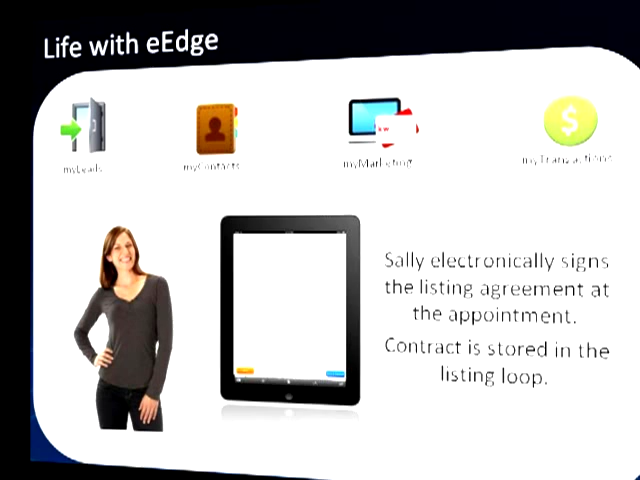 Life with eEdge
myLeads
myContacts
myMarketing
myTransactions
Sally electronically signs
the listing agreement at
the appointment.
Contract is stored in the
listing loop.